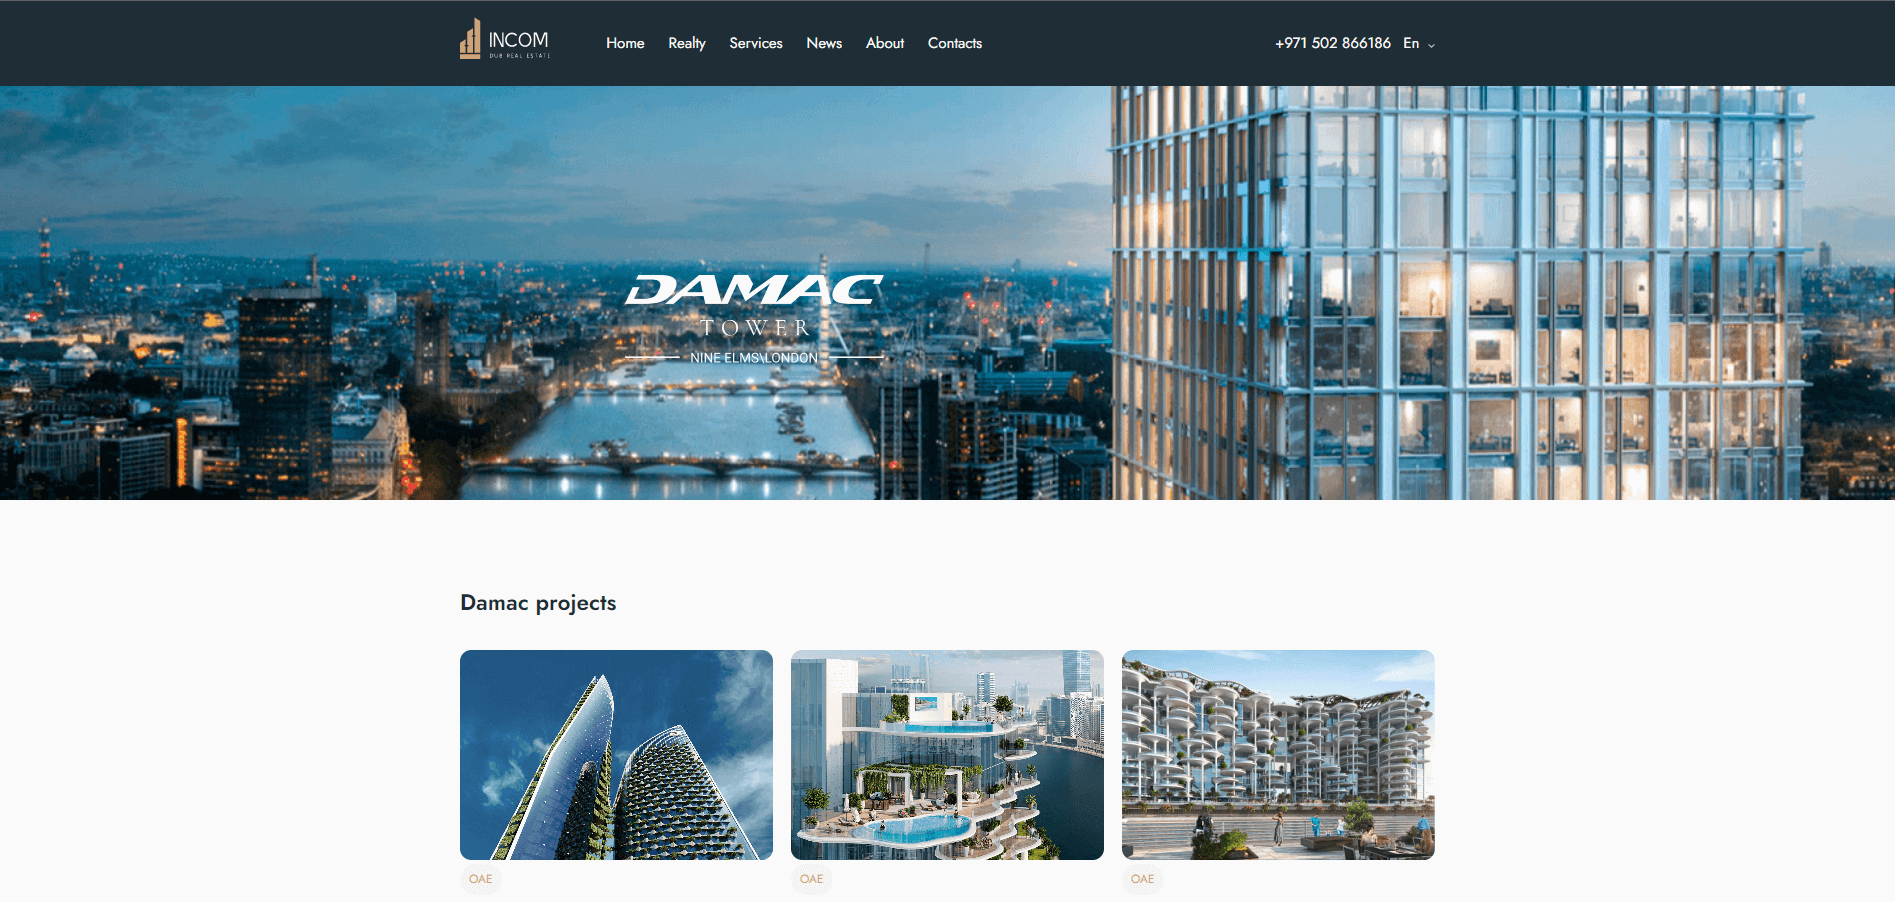 INCOM
DUB REAL ESTATE
Home Realty Services News About Contacts
+971 502 866186 En
DAMAC
TOWER
NINE ELMS\LONDON
Damac projects
OAE
OAE
OAE